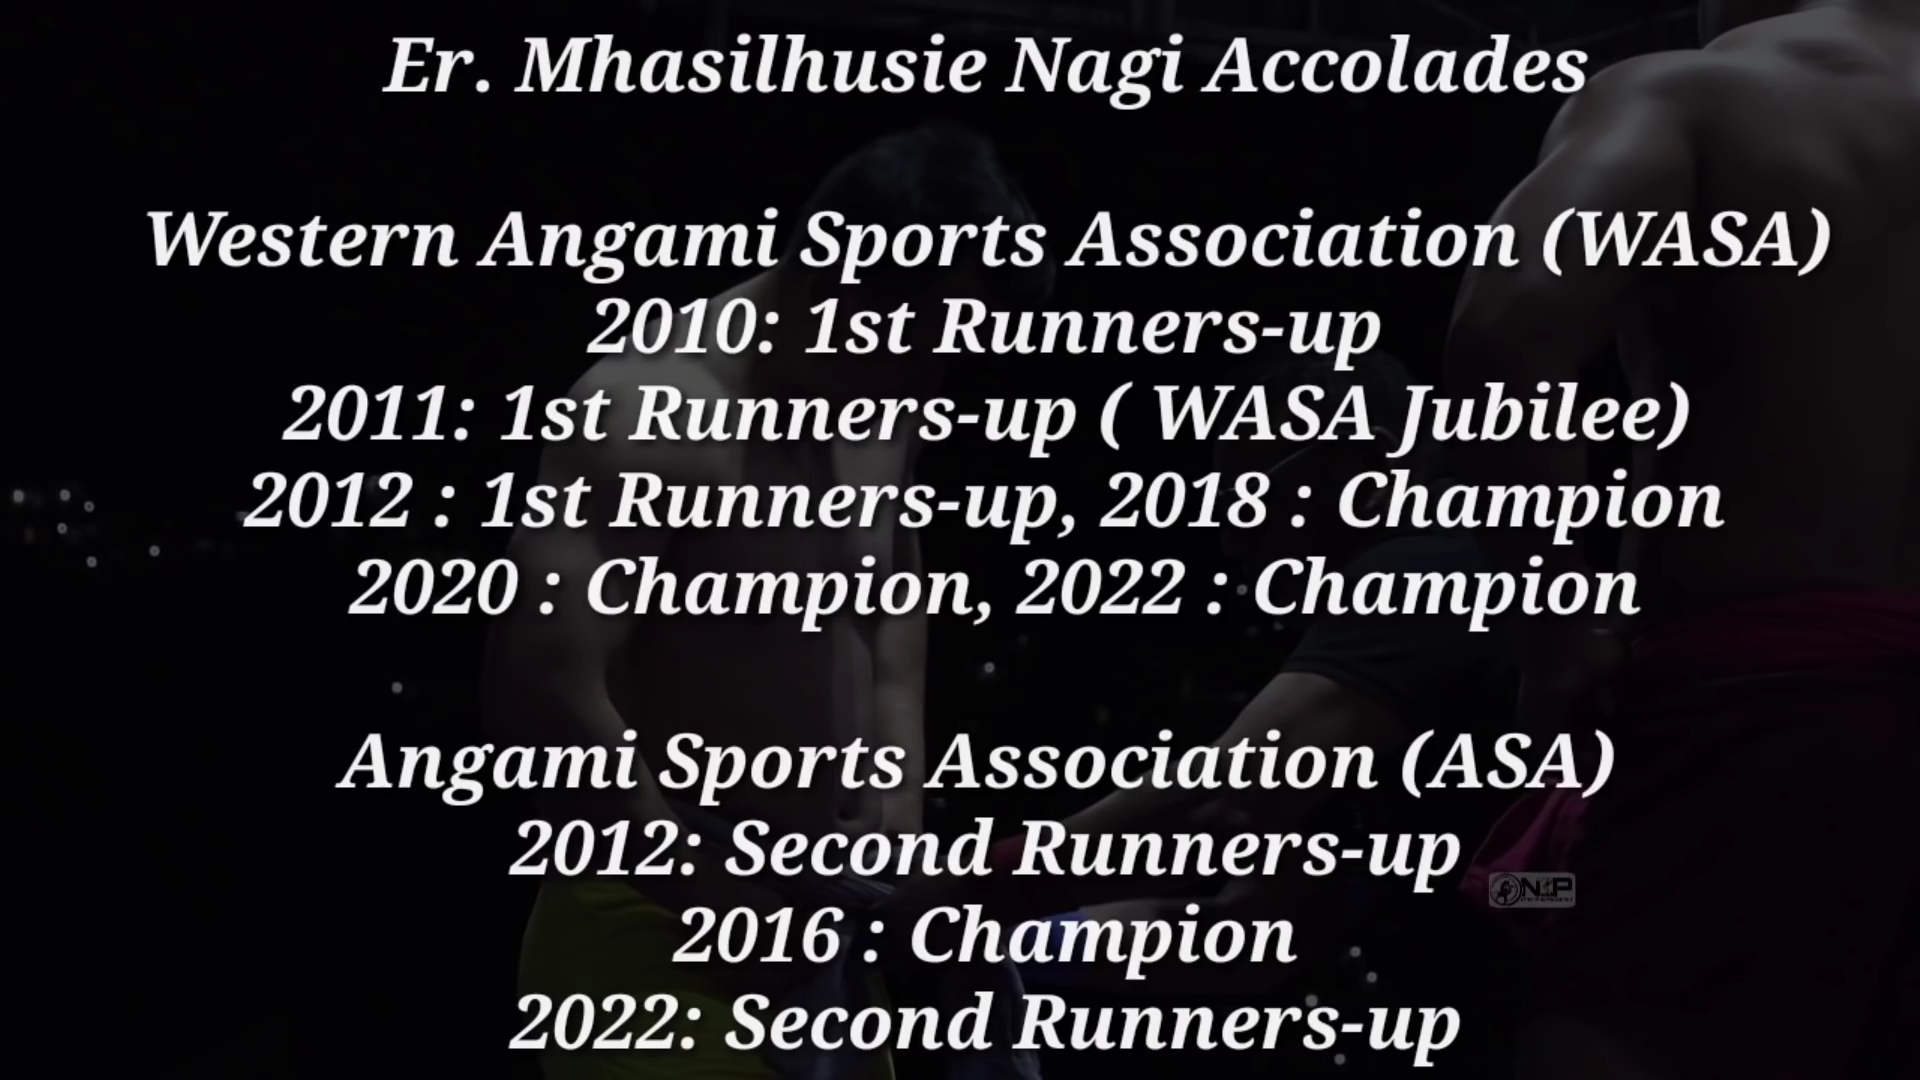 Er. Mhasilhusie Nagi Accolades
Western Angami Sports Association (WASA)
2010: 1st Runners-up
2011: 1st Runners-up ( WASA Jubilee)
2012 : 1st Runners-up, 2018 : Champion
2020 : Champion, 2022 : Champion
Angami Sports Association (ASA)
2012: Second Runners-up
2016 : Champion
2022: Second Runners-up